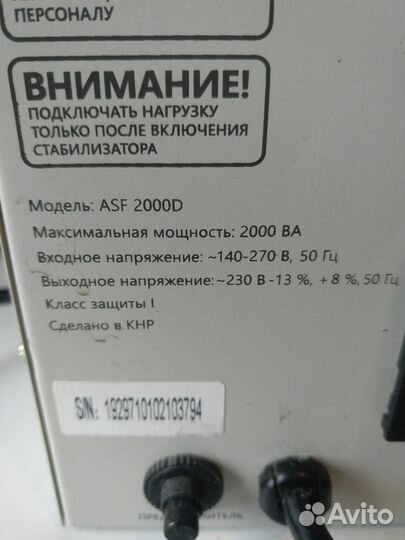 ПЕРСОНАЛУ
ВНИМАНИЕ!
ПОДКЛЮЧАТЬ НАГРУЗКУ
ТОЛЬКО ПОСЛЕ ВКЛЮЧЕНИЯ
СТАБИЛИЗАТОРА
Модель: ASF 2000D
Максимальная мощность: 2000 ВА
Входное напряжение: ~140-270 В, 50 Гц
Выходное напряжение: ~230 В -13 %, +8 %, 50 Гц
Класс защиты I
Сделано в КНР
S/N: 1929710102103794
Avito